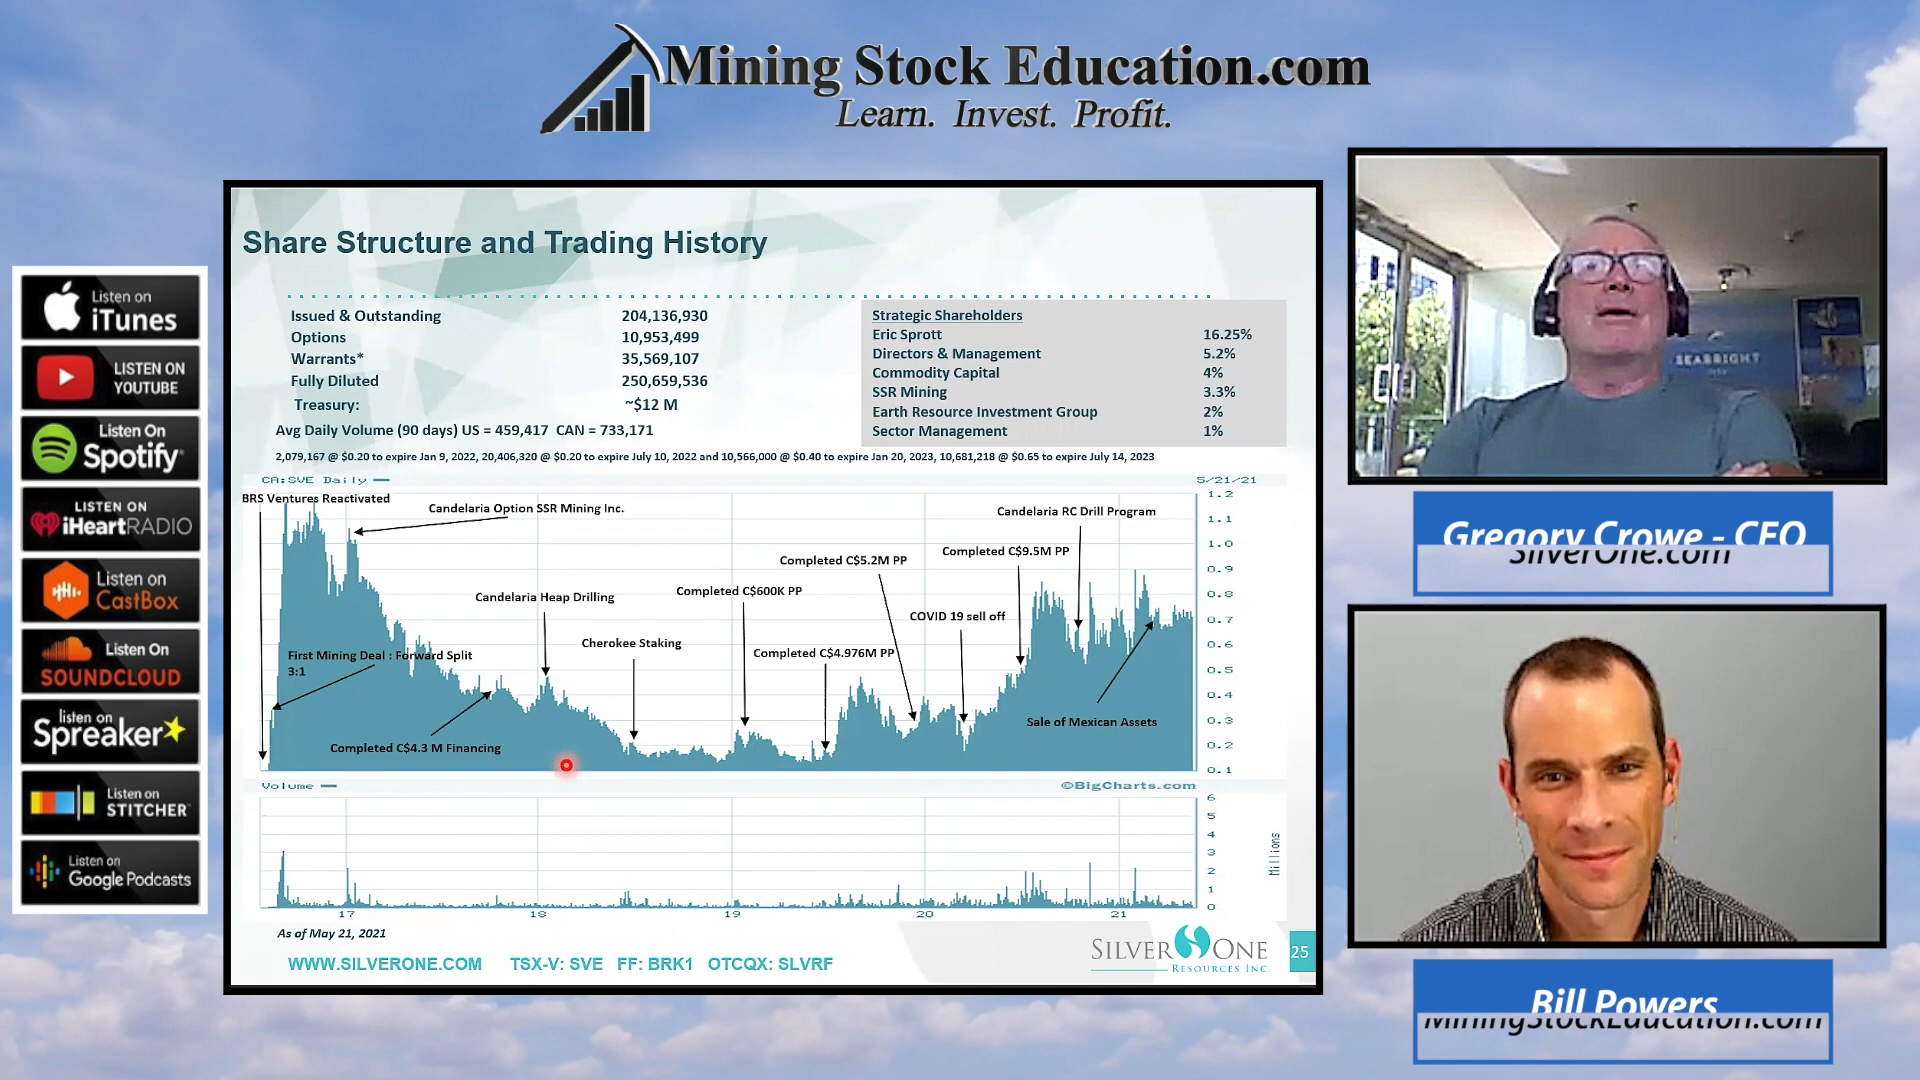 Mining Stock Education.com
Learn. Invest. Profit.
Listen on
iTunes
LISTEN ON
YOUTUBE
Listen On
Spotify
LISTEN ON
iHeartRADIO
Listen on
CastBox
Listen On
SOUNDCLOUD
listen on
Spreaker
Listen on
STITCHER
Listen on
Google Podcasts
Share Structure and Trading History
Issued & Outstanding 204,136,930
Options 10,953,499
Warrants* 35,569,107
Fully Diluted 250,659,536
Treasury: ~$12 M
Avg Daily Volume (90 days) US = 459,417 CAN = 733,171
Strategic Shareholders
Eric Sprott 16.25%
Directors & Management 5.2%
Commodity Capital 4%
SSR Mining 3.3%
Earth Resource Investment Group 2%
Sector Management 1%
2,079,167 @ $0.20 to expire Jan 9, 2022, 20,406,320 @ $0.20 to expire July 10, 2022 and 10,566,000 @ $0.40 to expire Jan 20, 2023, 10,681,218 @ $0.65 to expire July 14, 2023
CA:SVE Daily 5/21/21
BRS Ventures Reactivated
Candelaria Option SSR Mining Inc.
Candelaria RC Drill Program
Completed C$9.5M PP
Completed C$5.2M PP
Completed C$600K PP
Candelaria Heap Drilling
COVID 19 sell off
Cherokee Staking
Completed C$4.976M PP
First Mining Deal : Forward Split
3:1
Sale of Mexican Assets
Completed C$4.3 M Financing
1.2
1.1
1.0
0.9
0.8
0.7
0.6
0.5
0.4
0.3
0.2
0.1
Volume ©BigCharts.com
6
5
4
3
2
1
0
Millions
17 18 19 20 21
As of May 21, 2021
WWW.SILVERONE.COM TSX-V: SVE FF: BRK1 OTCQX: SLVRF
SILVER ONE
RESOURCES INC.
25
SEABRIGHT
Gregory Crowe - CEO
SilverOne.com
Bill Powers
MiningStockEducation.com